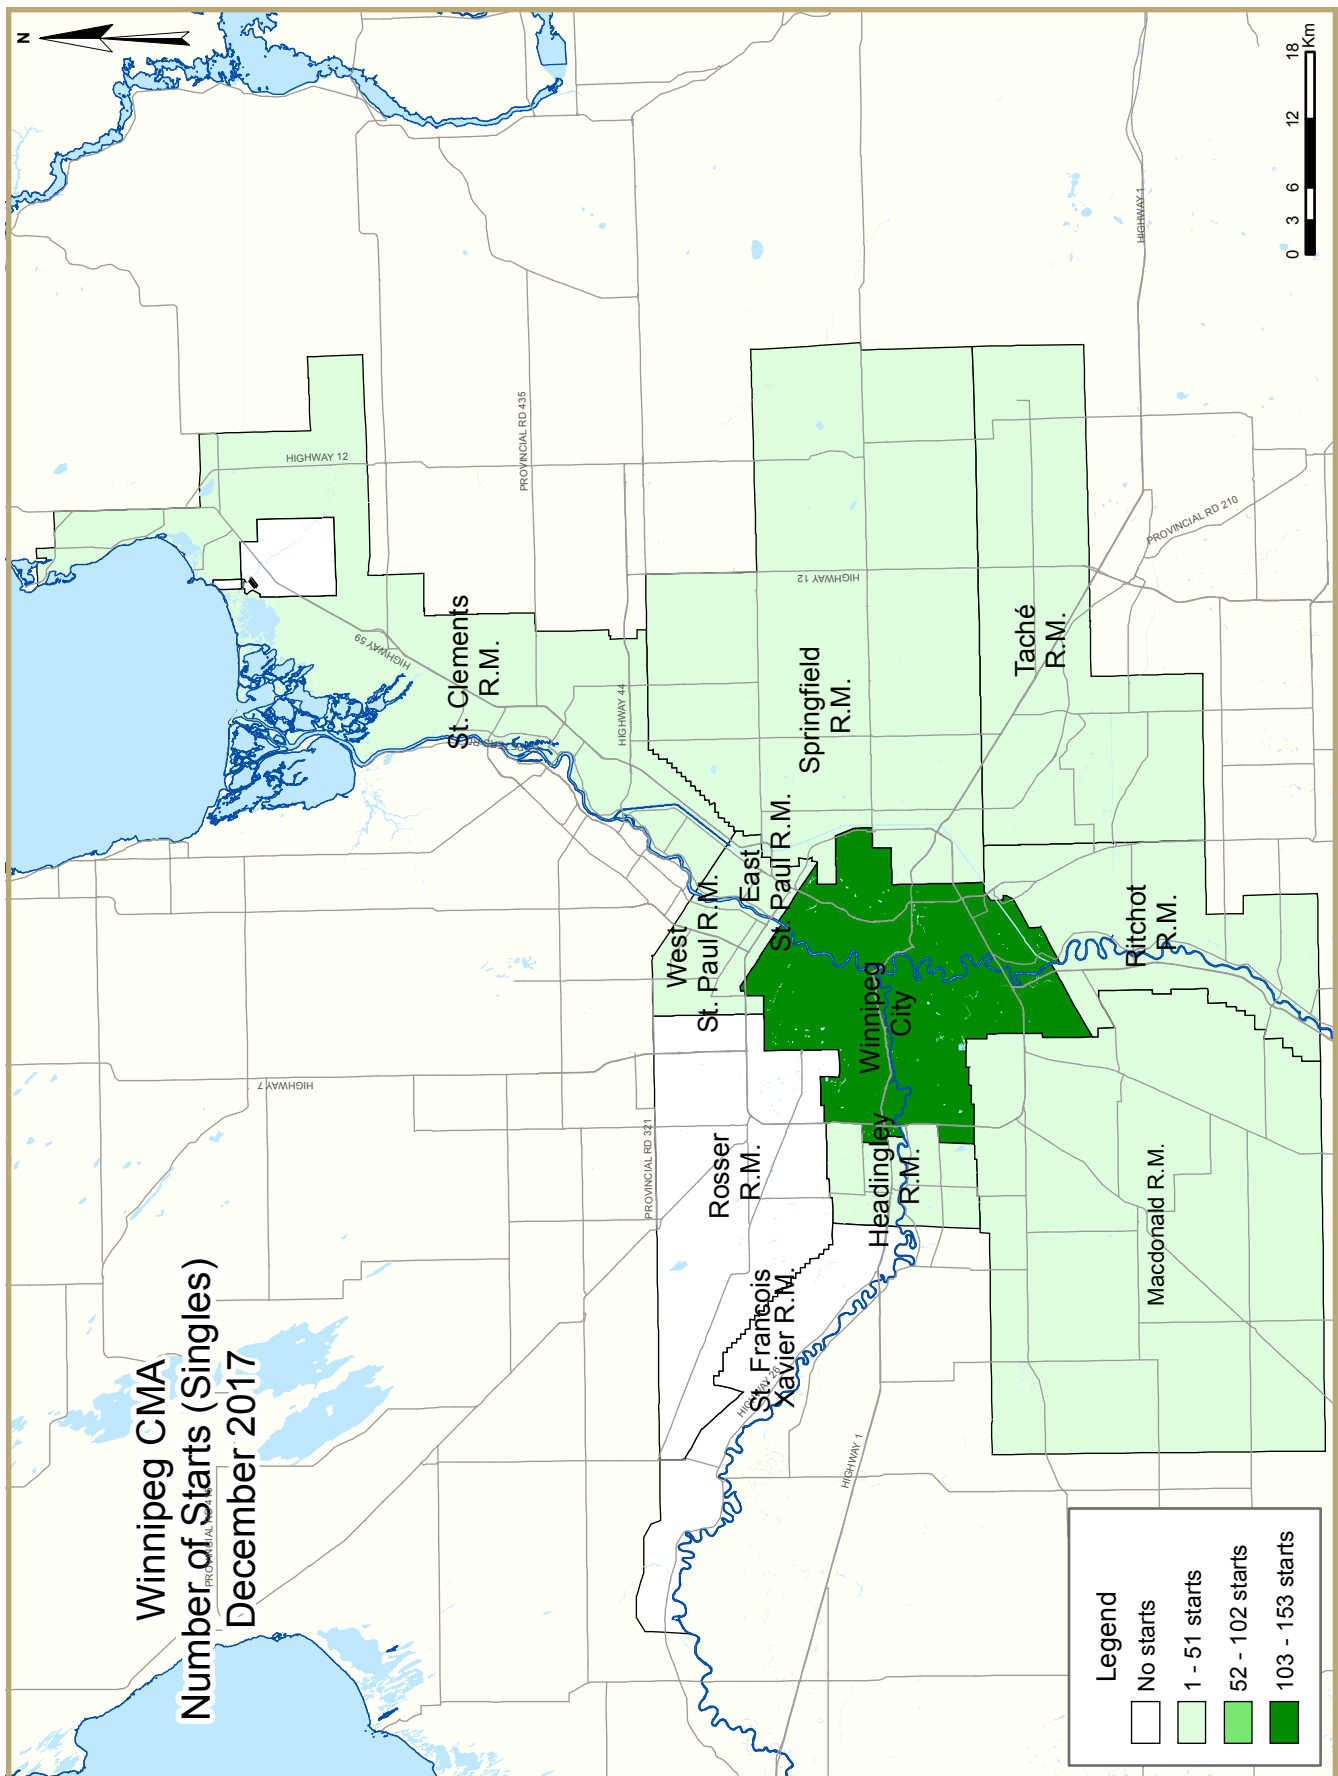 Winnipeg CMA
Number of Starts (Singles)
December 2017
N
PROVINCIAL RD 435
HIGHWAY 12
HIGHWAY 59
HIGHWAY 44
HIGHWAY 12
HIGHWAY 1
PROVINCIAL RD 210
HIGHWAY 7
PROVINCIAL RD 321
HIGHWAY 26
HIGHWAY 1
St. Clements
R.M.
Springfield
R.M.
Taché
R.M.
East
St. Paul R.M.
West
St. Paul R.M.
Ritchot
R.M.
Winnipeg
City
Rosser
R.M.
Headingley
R.M.
St. Francois
Xavier R.M.
Macdonald R.M.
Legend
No starts
1 - 51 starts
52 - 102 starts
103 - 153 starts
0 3 6 12 18
Km